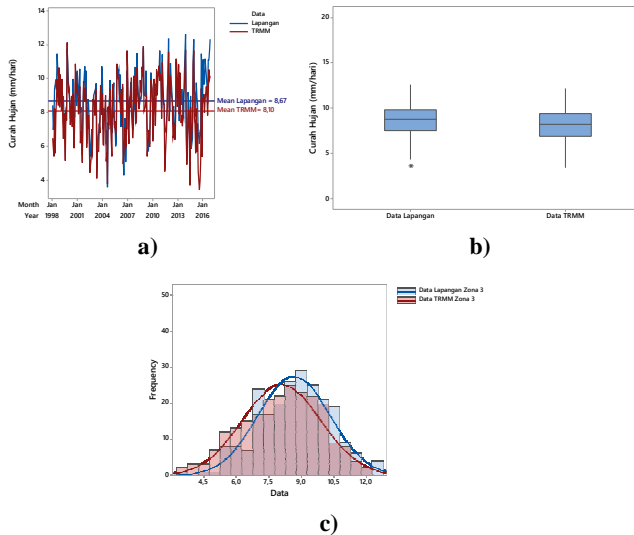 Data
Lapangan
TRMM
Curah Hujan (mm/hari)
14
12
10
8
6
4
Mean Lapangan = 8,67
Mean TRMM= 8,10
Month Jan Jan Jan Jan Jan Jan Jan
Year 1998 2001 2004 2007 2010 2013 2016
a)
Curah Hujan (mm/hari)
20
15
10
5
0
Data Lapangan Data TRMM
b)
Data Lapangan Zona 3
Data TRMM Zona 3
Frequency
50
40
30
20
10
0
4,5 6,0 7,5 9,0 10,5 12,0
Data
c)